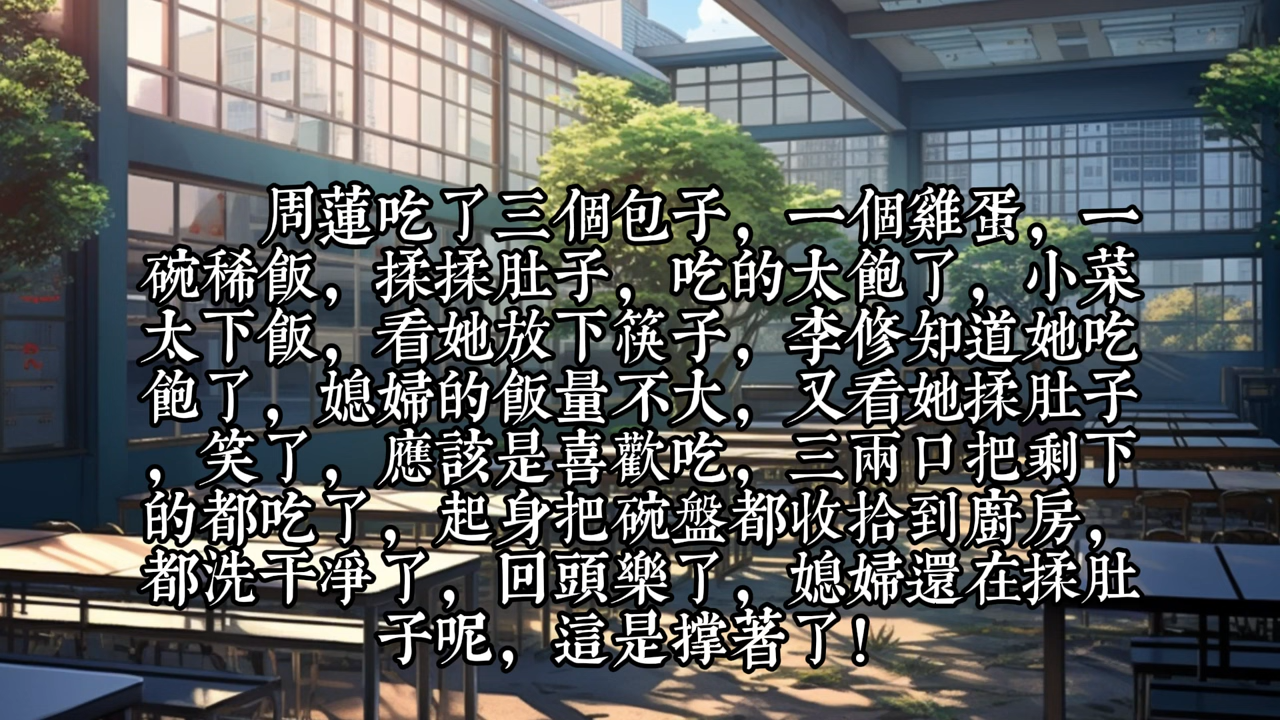 周蓮吃了三個包子，一個雞蛋，一
碗稀飯，揉揉肚子，吃的太飽了，小菜
太下飯，看她放下筷子，李修知道她吃
飽了，媳婦的飯量不大，又看她揉肚子
，笑了，應該是喜歡吃，三兩口把剩下
的都吃了，起身把碗盤都收拾到廚房，
都洗干凈了，回頭樂了，媳婦還在揉肚
子呢，這是撐著了！